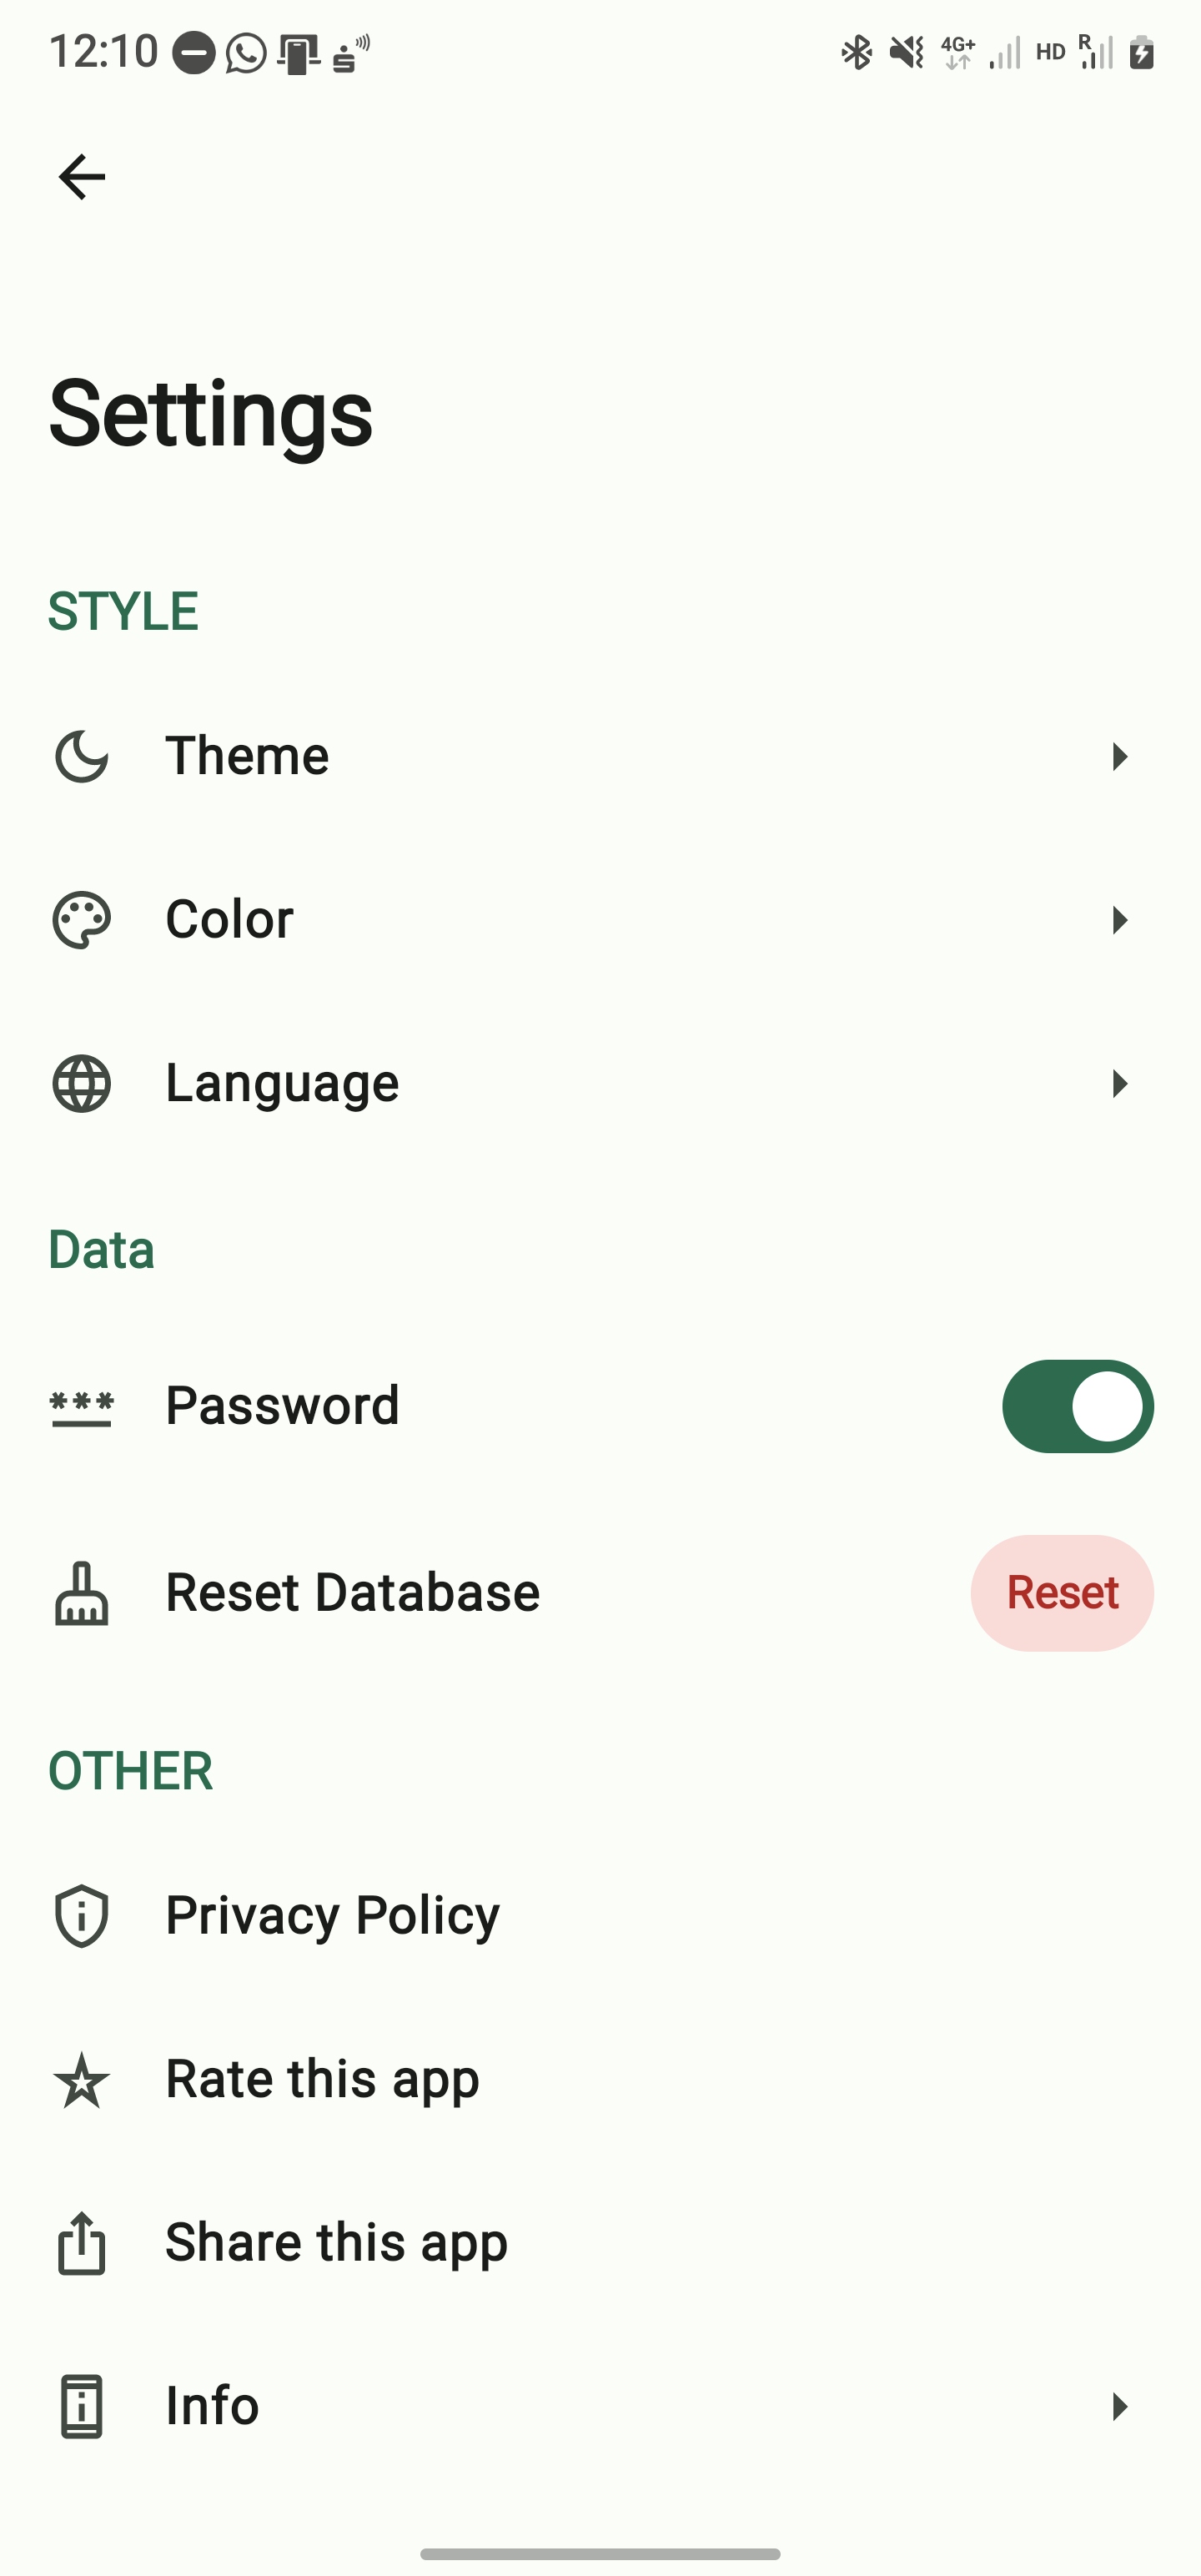 12:10 4G+ HD R
Settings
STYLE
Theme
Color
Language
Data
Password
Reset Database Reset
OTHER
Privacy Policy
Rate this app
Share this app
Info